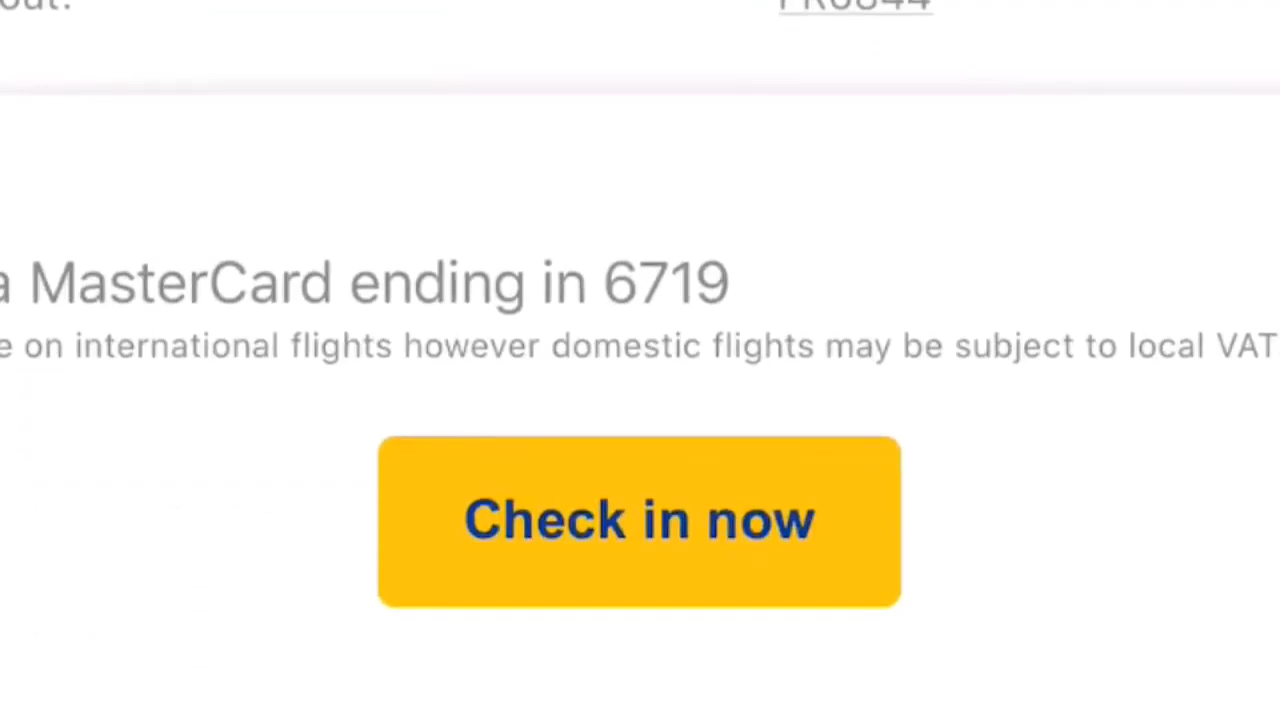 out:
a MasterCard ending in 6719
e on international flights however domestic flights may be subject to local VAT
Check in now